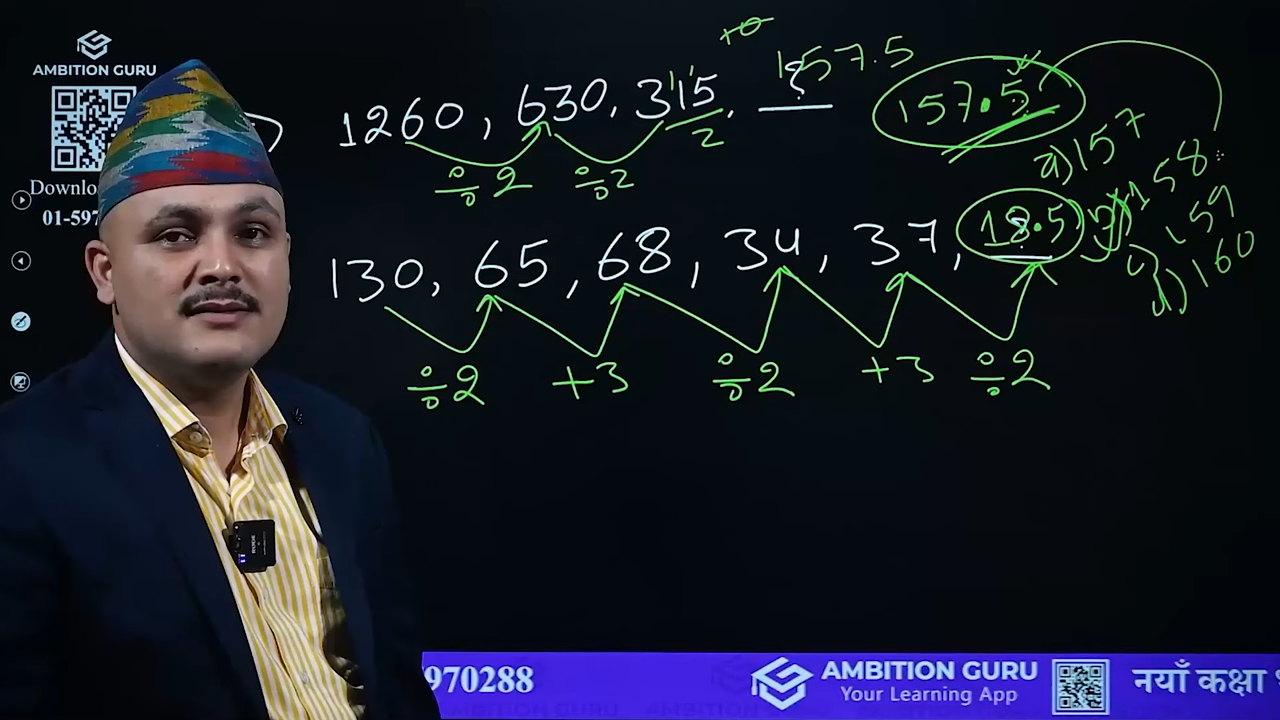 AMBITION GURU
Downlo
01-597
1260, 630, 315, ? 157.5
+0
2
157.5
÷2 ÷2
a) 157
b) 158
c) 159
d) 160
130, 65, 68, 34, 37, 18.5
÷2 +3 ÷2 +3 ÷2
970288
AMBITION GURU
Your Learning App
नयाँ कक्षा